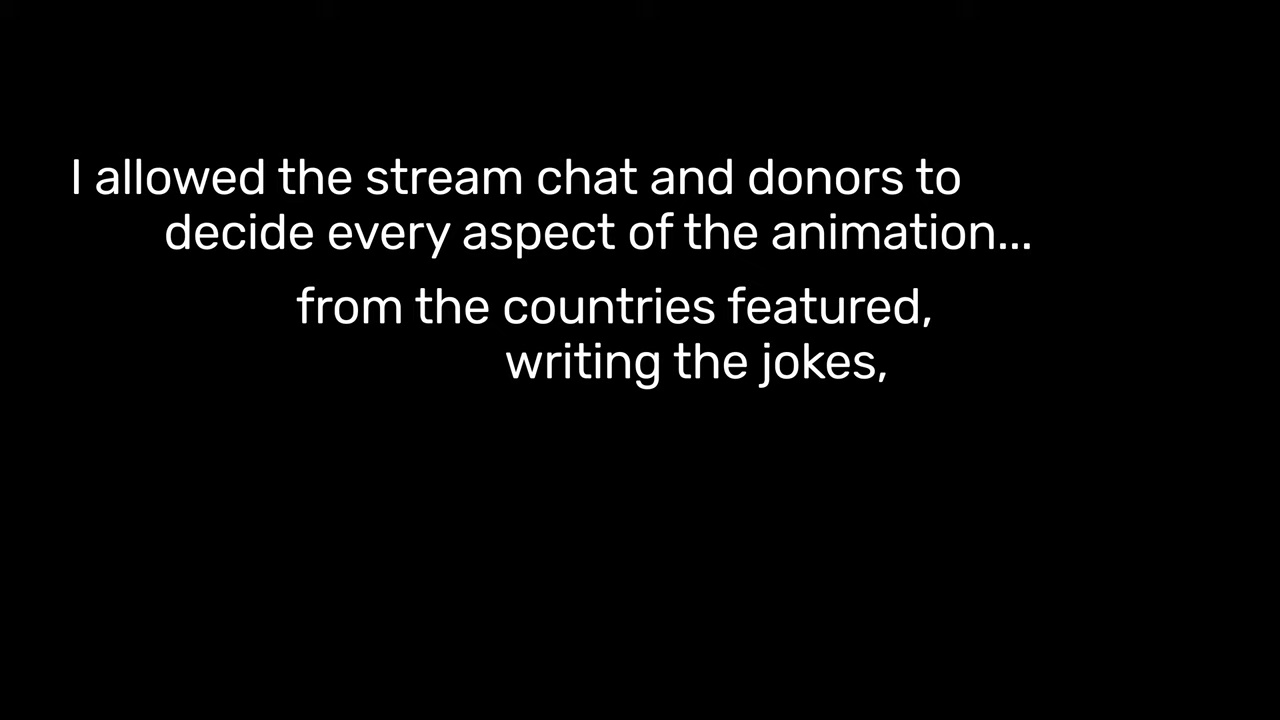 I allowed the stream chat and donors to
decide every aspect of the animation...
from the countries featured,
writing the jokes,